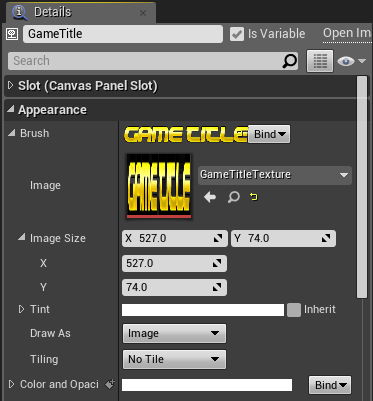 Details
GameTitle
Is Variable
Open Im
Search
Slot (Canvas Panel Slot)
Appearance
Brush
GAME TITLE
Bind
Image
GAME TITLE
GameTitleTexture
Image Size
X 527.0
Y 74.0
X
527.0
Y
74.0
Tint
Inherit
Draw As
Image
Tiling
No Tile
Color and Opaci
Bind